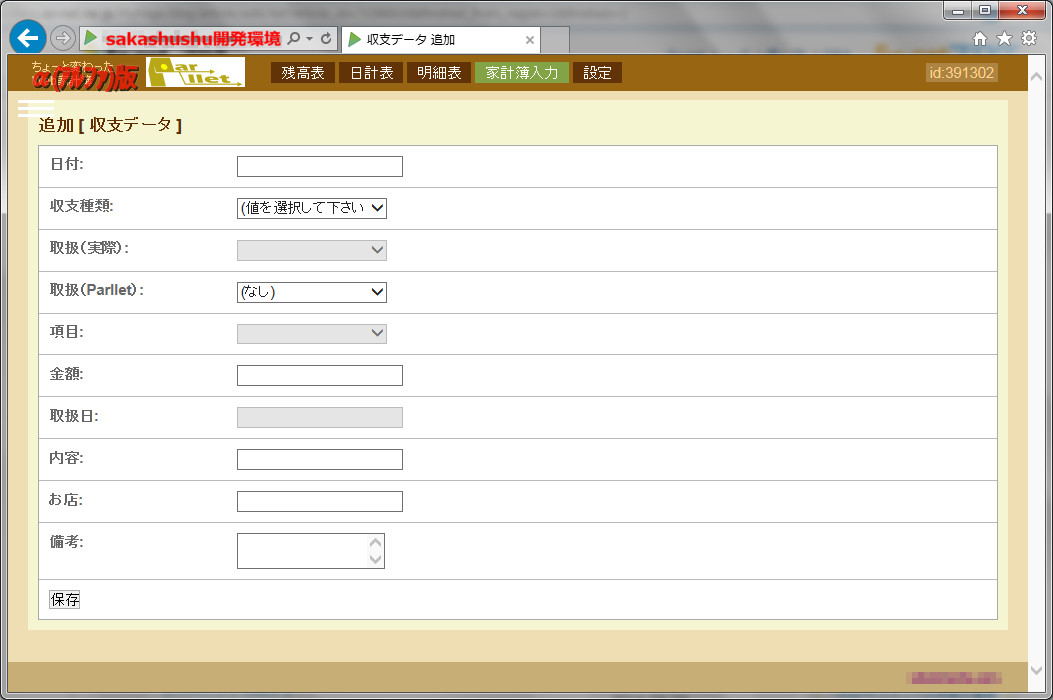 sakashushu開発環境
収支データ 追加
ちょーと変わった
α(アルファ)版
Par
llet.
残高表 日計表 明細表 家計簿入力 設定
id:391302
追加 [ 収支データ ]
日付:
収支種類: (値を選択して下さい
取扱(実際):
取扱(Parllet): (なし)
項目:
金額:
取扱日:
内容:
お店:
備考:
保存